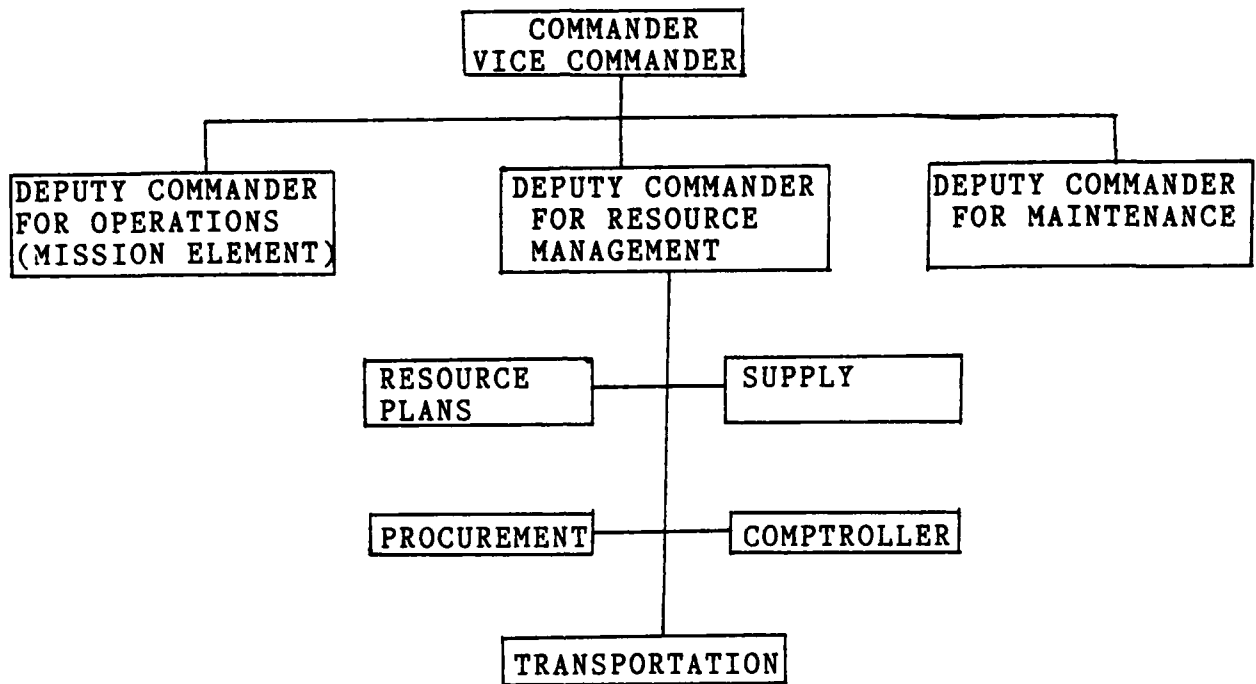 COMMANDER
VICE COMMANDER
DEPUTY COMMANDER
FOR OPERATIONS
(MISSION ELEMENT)
DEPUTY COMMANDER
FOR RESOURCE
MANAGEMENT
DEPUTY COMMANDER
FOR MAINTENANCE
RESOURCE
PLANS
SUPPLY
PROCUREMENT
COMPTROLLER
TRANSPORTATION